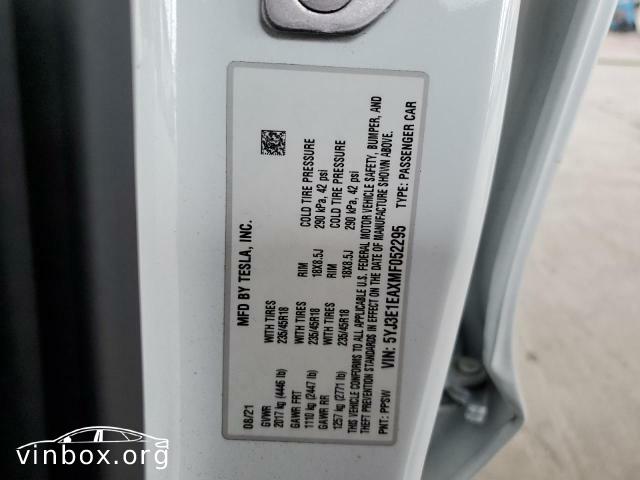 MFD BY TESLA, INC.
08/21
GVWR WITH TIRES RIM COLD TIRE PRESSURE
2017 kg (4446 lb) 235/45R18 18X8.5J 290 kPa, 42 psi
GAWR FRT WITH TIRES RIM COLD TIRE PRESSURE
1110 kg (2447 lb) 235/45R18 18X8.5J 290 kPa, 42 psi
GAWR RR WITH TIRES
1257 kg (2771 lb) 235/45R18
THIS VEHICLE CONFORMS TO ALL APPLICABLE U.S. FEDERAL MOTOR VEHICLE SAFETY, BUMPER, AND
THEFT PREVENTION STANDARDS IN EFFECT ON THE DATE OF MANUFACTURE SHOWN ABOVE.
VIN: 5YJ3E1EAXMF052295 TYPE: PASSENGER CAR
PNT: PPSW
vinbox.org